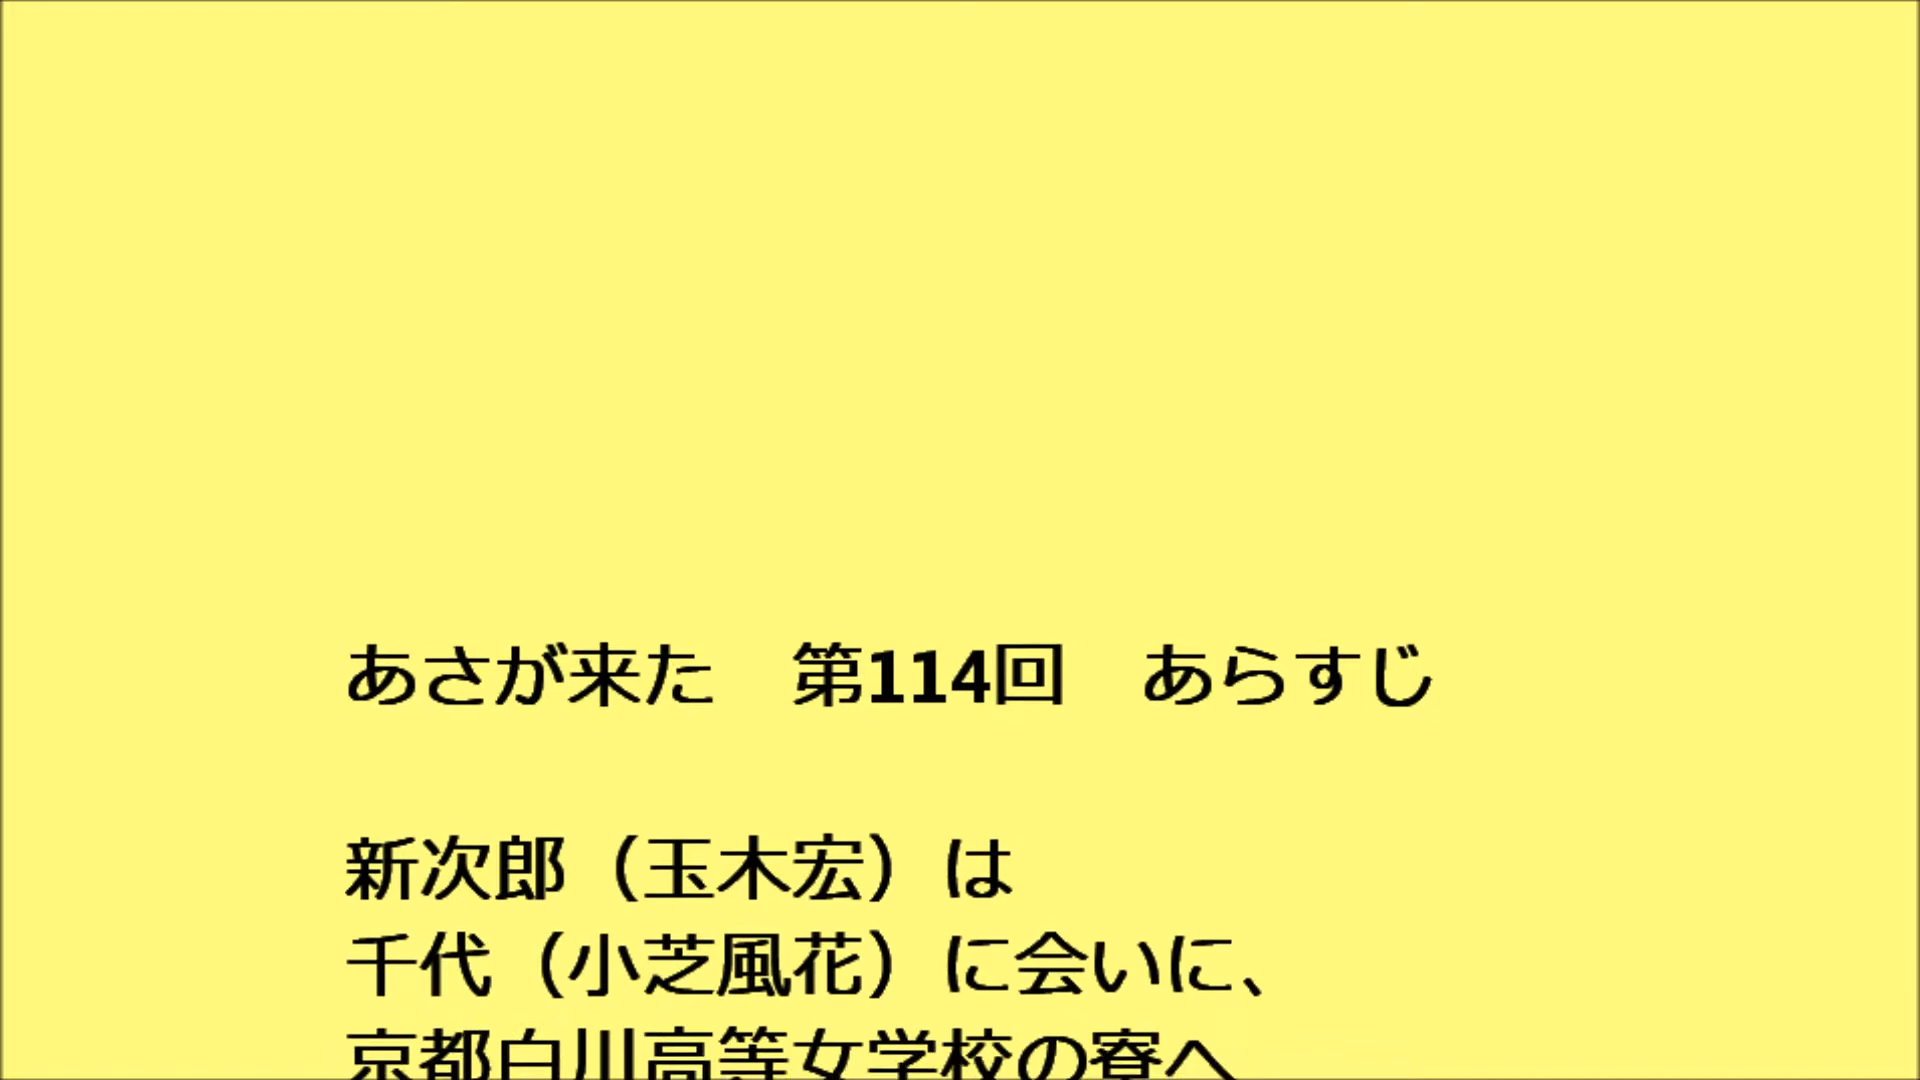 あさが来た　第114回　あらすじ
新次郎（玉木宏）は
千代（小芝風花）に会いに、
京都白川高等女学校の寮へ